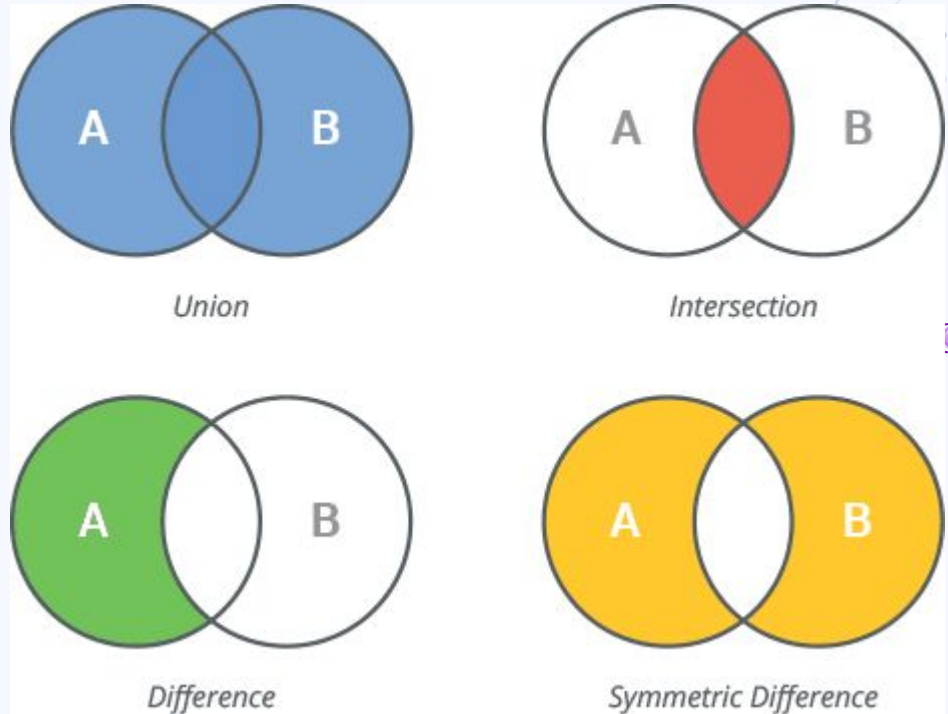 A B
A B
Union
Intersection
A B
A B
Difference
Symmetric Difference